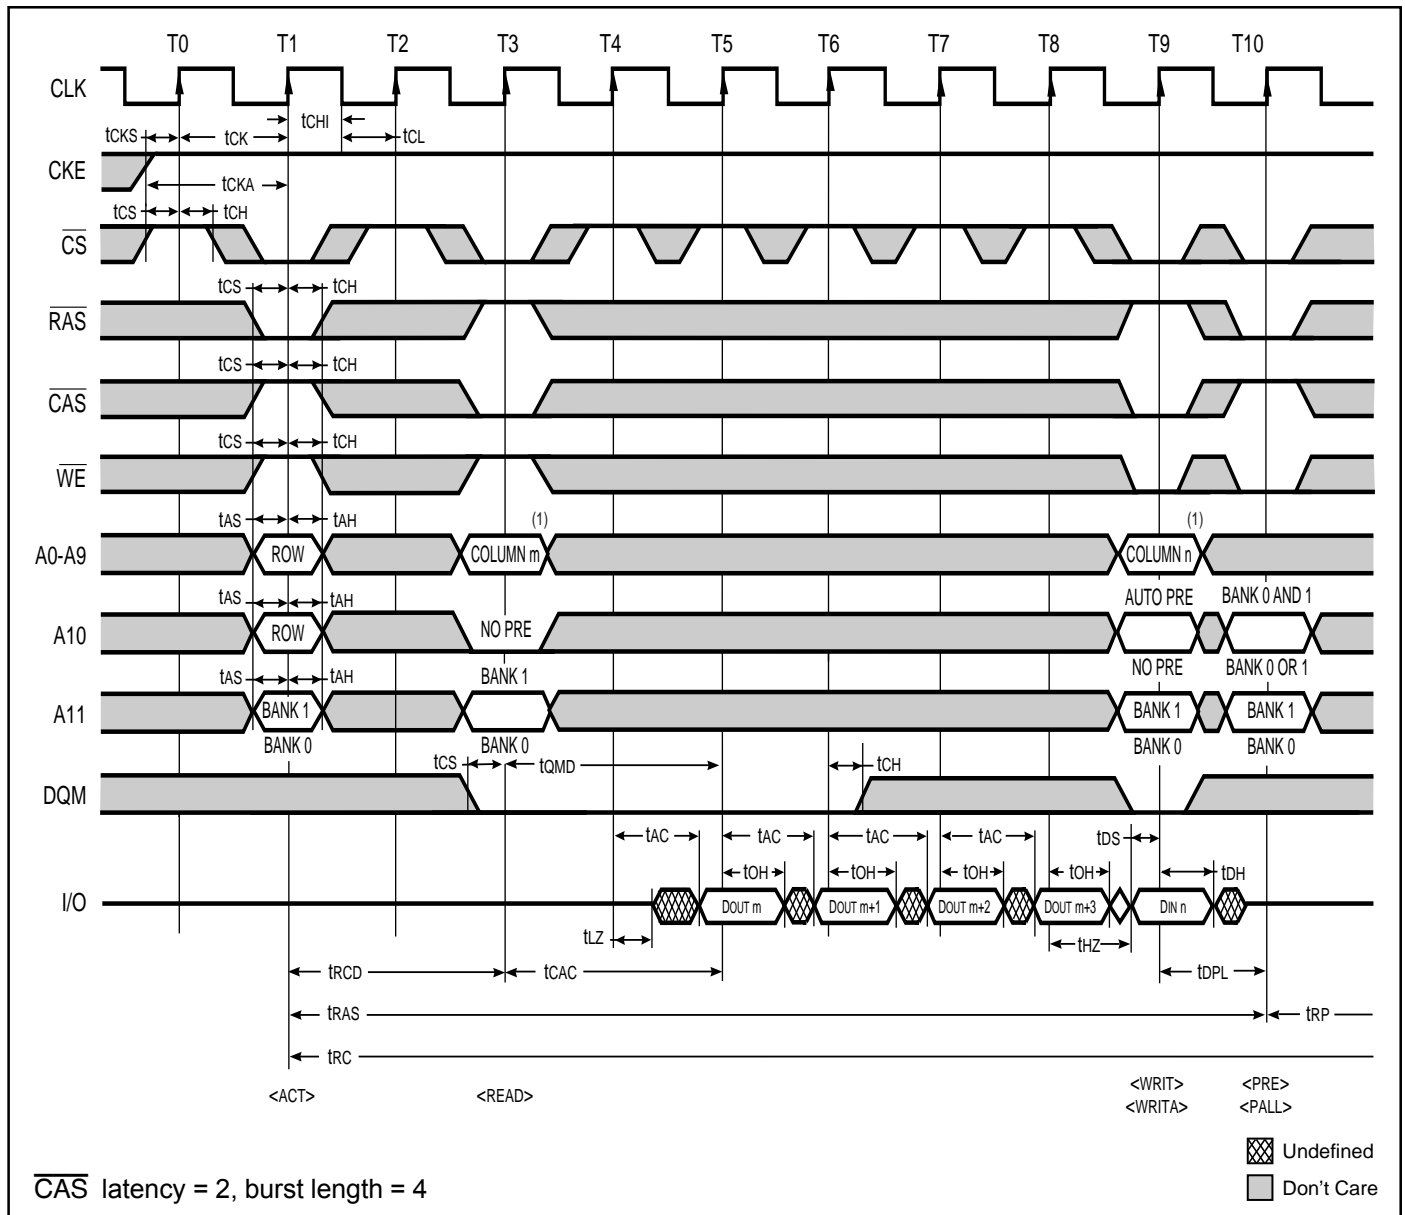 T0 T1 T2 T3 T4 T5 T6 T7 T8 T9 T10
CLK
tCHI
tCKS tCK tCL
CKE
tCKA
tCS tCH
CS
tCS tCH
RAS
tCS tCH
CAS
tCS tCH
WE
tAS tAH (1) (1)
A0-A9 ROW COLUMN m COLUMN n
tAS tAH AUTO PRE BANK 0 AND 1
A10 ROW NO PRE
tAS tAH BANK 1 NO PRE BANK 0 OR 1
A11 BANK 1 BANK 1 BANK 1
BANK 0 BANK 0 BANK 0 BANK 0
tCS tQMD tCH
DQM
tAC tAC tAC tAC tDS
tOH tOH tOH tOH tDH
I/O DOUT m DOUT m+1 DOUT m+2 DOUT m+3 DIN n
tLZ tHZ
tRCD tCAC tDPL
tRAS tRP
tRC
<ACT> <READ> <WRIT> <PRE>
<WRITA> <PALL>
Undefined
CAS latency = 2, burst length = 4 Don't Care